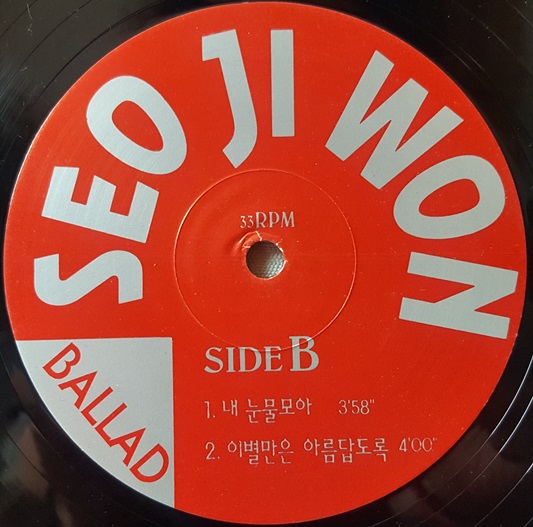 SEO JI WON
33RPM
SIDE B
1. 내 눈물모아 3'58"
2. 이별만은 아름답도록 4'00"
BALLAD